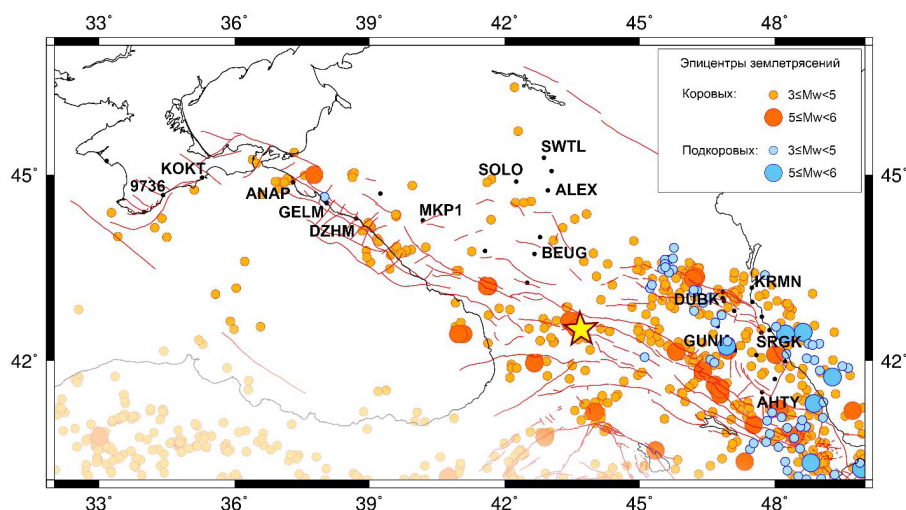 33° 36° 39° 42° 45° 48°
Эпицентры землетрясений
Коровых:
3≤Mw<5
5≤Mw<6
Подкоровых:
3≤Mw<5
5≤Mw<6
45° 45°
SWTL
KOKT
SOLO
9736
ANAP
ALEX
GELM
MKP1
DZHM
BEUG
KRMN
DUBK
42° 42°
GUNI
SRGK
AHTY
33° 36° 39° 42° 45° 48°